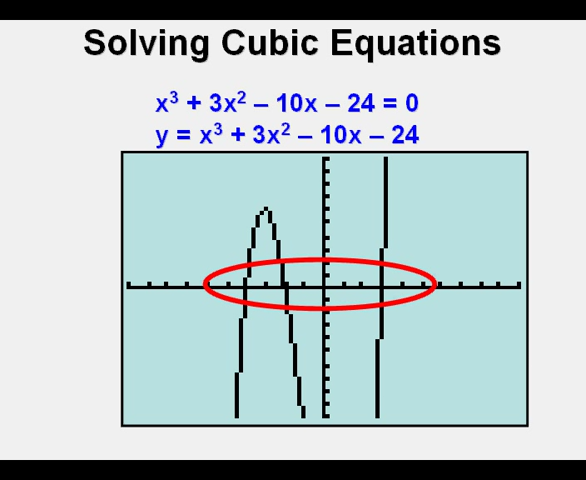 Solving Cubic Equations
x³ + 3x² – 10x – 24 = 0
y = x³ + 3x² – 10x – 24